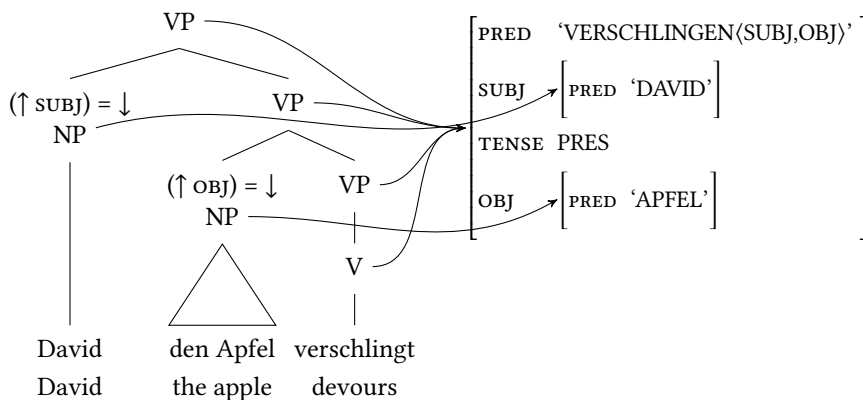 VP
PRED ‘VERSCHLINGEN⟨SUBJ,OBJ⟩’
(↑ SUBJ) = ↓
VP
SUBJ [PRED ‘DAVID’]
NP
TENSE PRES
(↑ OBJ) = ↓
VP
OBJ [PRED ‘APFEL’]
NP
V
David den Apfel verschlingt
David the apple devours